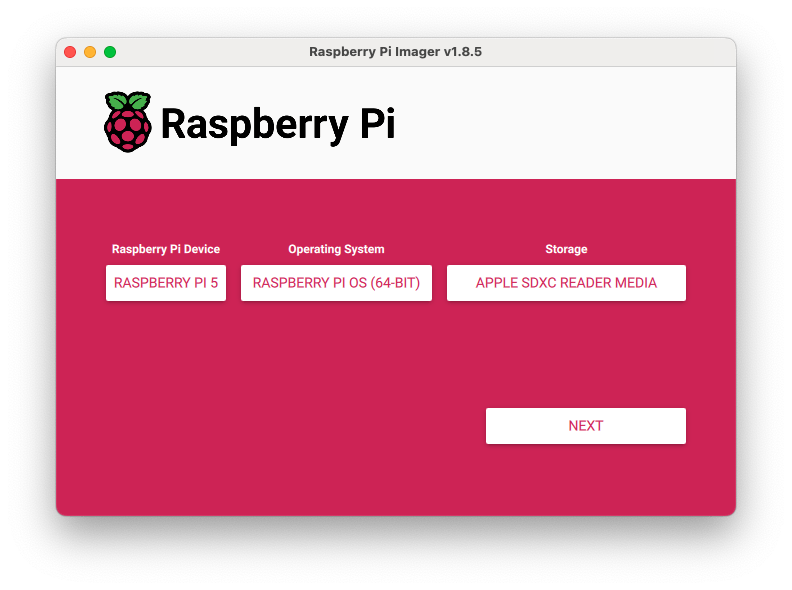 Raspberry Pi Imager v1.8.5
Raspberry Pi
Raspberry Pi Device Operating System Storage
RASPBERRY PI 5 RASPBERRY PI OS (64-BIT) APPLE SDXC READER MEDIA
NEXT